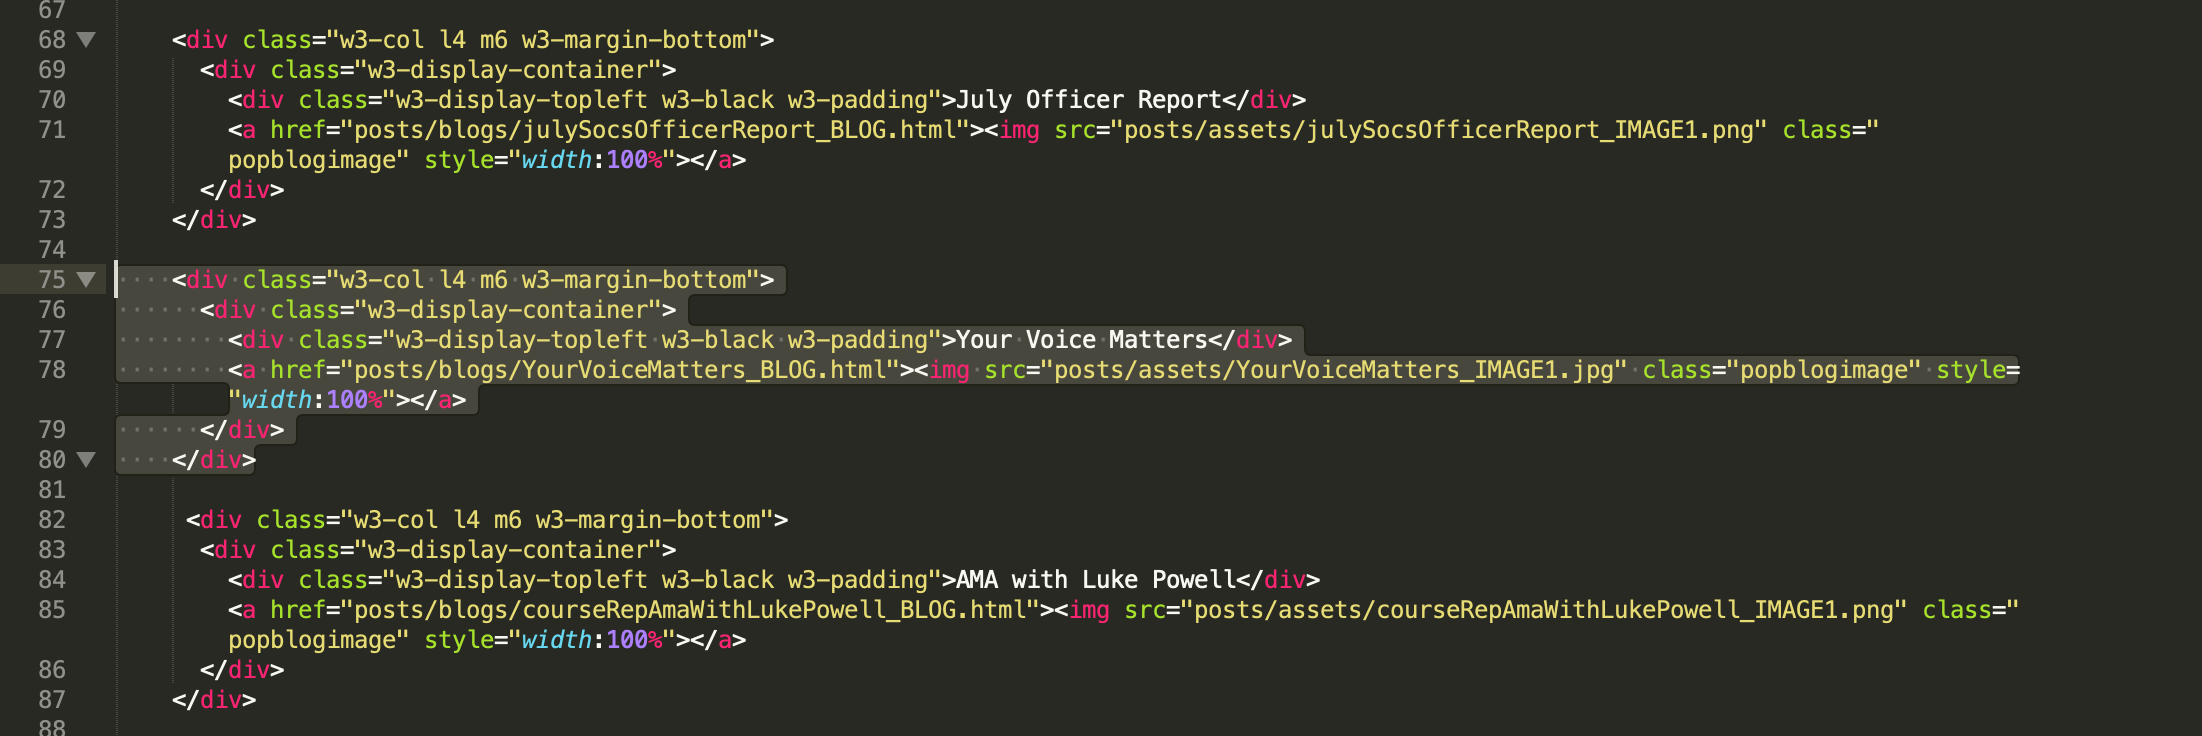 67
68 <div class="w3-col l4 m6 w3-margin-bottom">
69 <div class="w3-display-container">
70 <div class="w3-display-topleft w3-black w3-padding">July Officer Report</div>
71 <a href="posts/blogs/julySocsOfficerReport_BLOG.html"><img src="posts/assets/julySocsOfficerReport_IMAGE1.png" class="
popblogimage" style="width:100%"></a>
72 </div>
73 </div>
74
75 <div class="w3-col l4 m6 w3-margin-bottom">
76 <div class="w3-display-container">
77 <div class="w3-display-topleft w3-black w3-padding">Your Voice Matters</div>
78 <a href="posts/blogs/YourVoiceMatters_BLOG.html"><img src="posts/assets/YourVoiceMatters_IMAGE1.jpg" class="popblogimage" style=
"width:100%"></a>
79 </div>
80 </div>
81
82 <div class="w3-col l4 m6 w3-margin-bottom">
83 <div class="w3-display-container">
84 <div class="w3-display-topleft w3-black w3-padding">AMA with Luke Powell</div>
85 <a href="posts/blogs/courseRepAmaWithLukePowell_BLOG.html"><img src="posts/assets/courseRepAmaWithLukePowell_IMAGE1.png" class="
popblogimage" style="width:100%"></a>
86 </div>
87 </div>
88